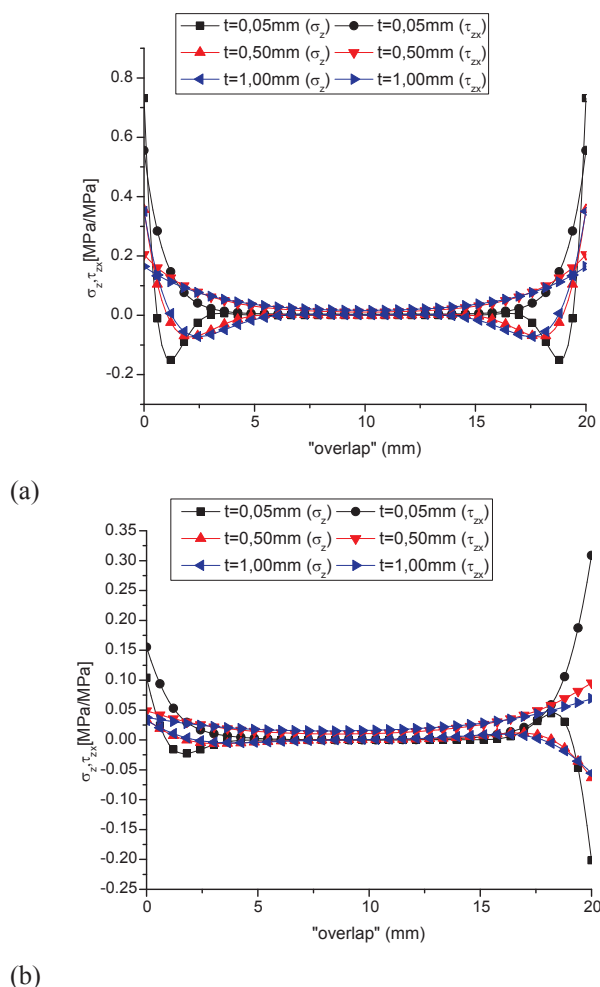 t=0,05mm (σz) t=0,05mm (τzx)
t=0,50mm (σz) t=0,50mm (τzx)
t=1,00mm (σz) t=1,00mm (τzx)
0.8
0.6
0.4
0.2
0.0
-0.2
σz,τzx[MPa/MPa]
0 5 10 15 20
"overlap" (mm)
(a)
t=0,05mm (σz) t=0,05mm (τzx)
t=0,50mm (σz) t=0,50mm (τzx)
t=1,00mm (σz) t=1,00mm (τzx)
0.35
0.30
0.25
0.20
0.15
0.10
0.05
0.00
-0.05
-0.10
-0.15
-0.20
-0.25
σz,τzx[MPa/MPa]
0 5 10 15 20
"overlap" (mm)
(b)